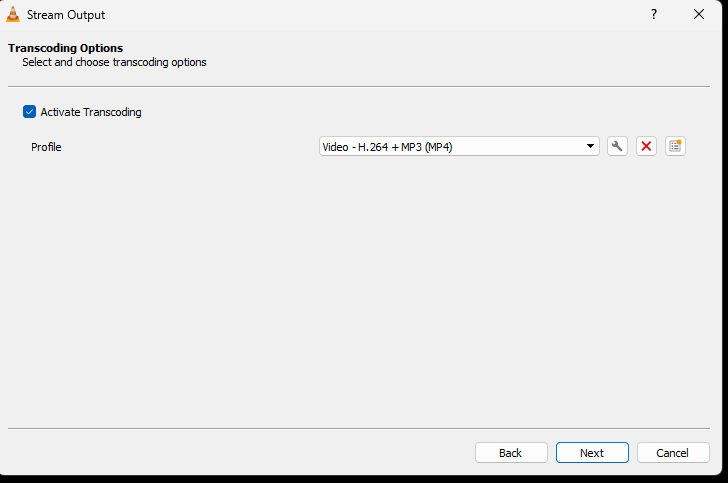 Stream Output
?
Transcoding Options
Select and choose transcoding options
Activate Transcoding
Profile
Video - H.264 + MP3 (MP4)
Back
Next
Cancel